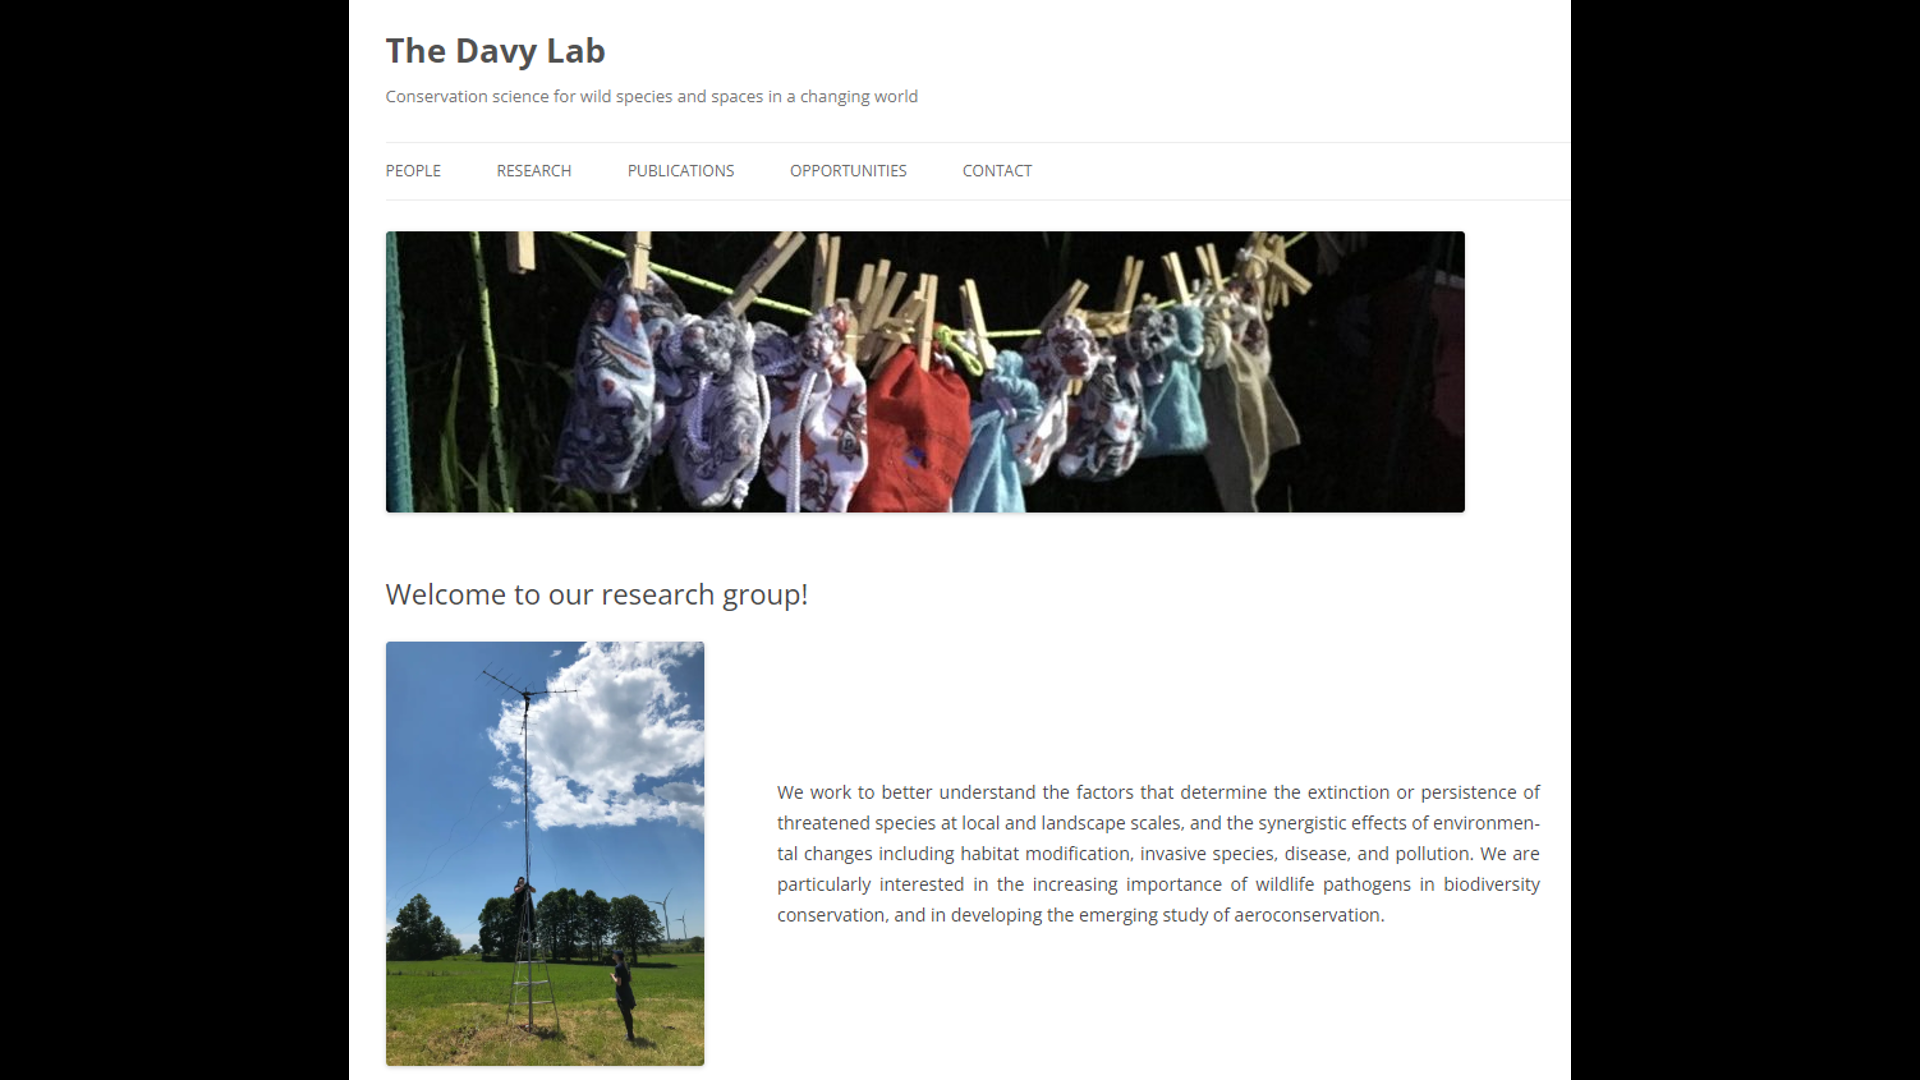 The Davy Lab
Conservation science for wild species and spaces in a changing world
PEOPLE RESEARCH PUBLICATIONS OPPORTUNITIES CONTACT
Welcome to our research group!
We work to better understand the factors that determine the extinction or persistence of
threatened species at local and landscape scales, and the synergistic effects of environmen-
tal changes including habitat modification, invasive species, disease, and pollution. We are
particularly interested in the increasing importance of wildlife pathogens in biodiversity
conservation, and in developing the emerging study of aeroconservation.